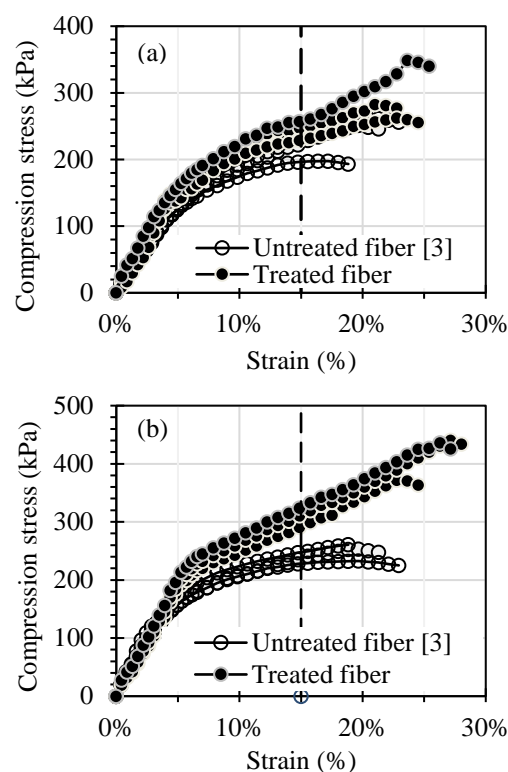 Compression stress (kPa)
400
300
200
100
0
(a)
Untreated fiber [3]
Treated fiber
0% 10% 20% 30%
Strain (%)
Compression stress (kPa)
500
400
300
200
100
0
(b)
Untreated fiber [3]
Treated fiber
0% 10% 20% 30%
Strain (%)